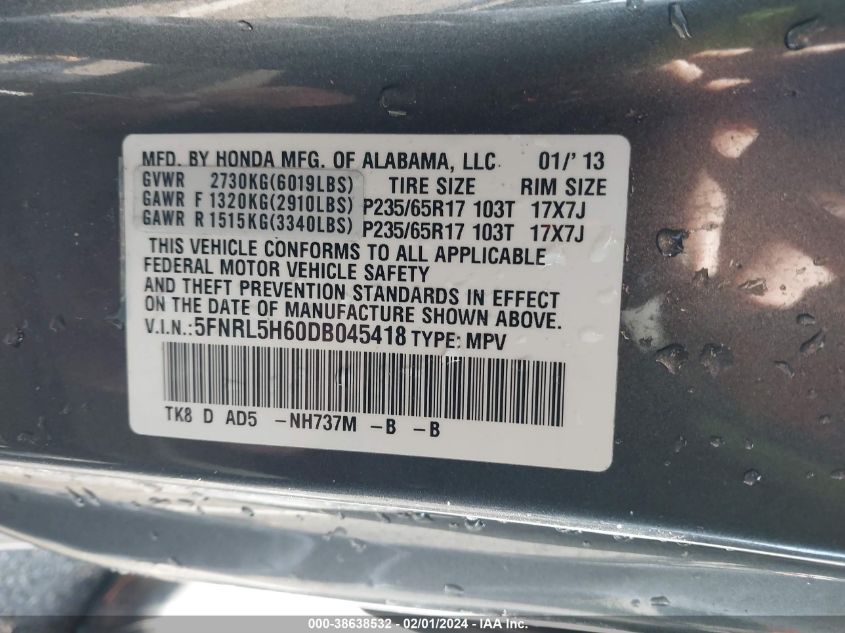 MFD. BY HONDA MFG. OF ALABAMA, LLC 01/'13
GVWR 2730KG(6019LBS) TIRE SIZE RIM SIZE
GAWR F 1320KG(2910LBS) P235/65R17 103T 17X7J
GAWR R 1515KG(3340LBS) P235/65R17 103T 17X7J
THIS VEHICLE CONFORMS TO ALL APPLICABLE
FEDERAL MOTOR VEHICLE SAFETY
AND THEFT PREVENTION STANDARDS IN EFFECT
ON THE DATE OF MANUFACTURE SHOWN ABOVE.
V.I.N.:5FNRL5H60DB045418 TYPE: MPV
TK8 D AD5 -NH737M -B -B
000-38638532 - 02/01/2024 - IAA Inc.